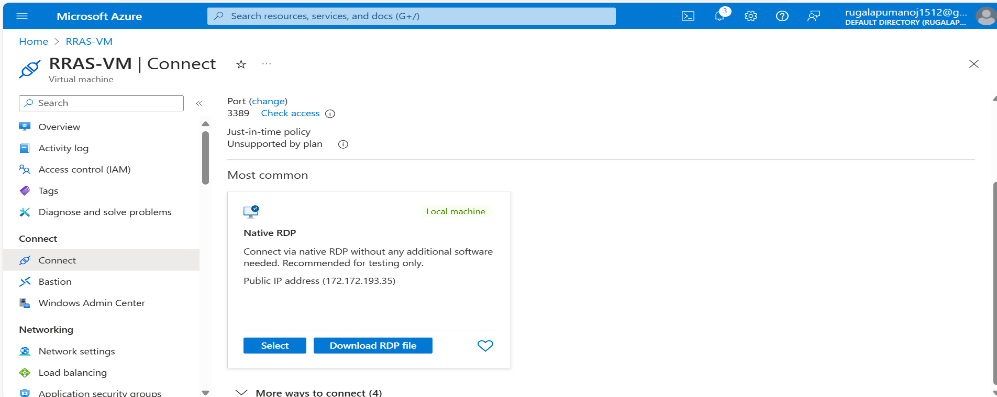 Microsoft Azure
Search resources, services, and docs (G+/)
3
rugalapumanoj1512@g...
DEFAULT DIRECTORY (RUGALAP...
Home > RRAS-VM
RRAS-VM | Connect
Virtual machine
Search
Overview
Activity log
Access control (IAM)
Tags
Diagnose and solve problems
Connect
Connect
Bastion
Windows Admin Center
Networking
Network settings
Load balancing
Application security groups
Port (change)
3389 Check access
Just-in-time policy
Unsupported by plan
Most common
Local machine
Native RDP
Connect via native RDP without any additional software
needed. Recommended for testing only.
Public IP address (172.172.193.35)
Select
Download RDP file
More ways to connect (4)